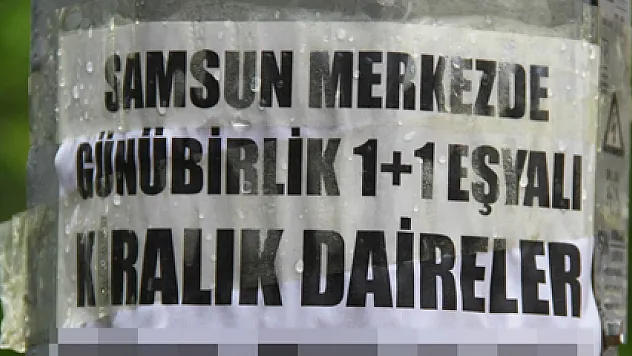 SAMSUN MERKEZDE
GÜNÜBİRLİK 1+1 EŞYALI
KİRALIK DAİRELER